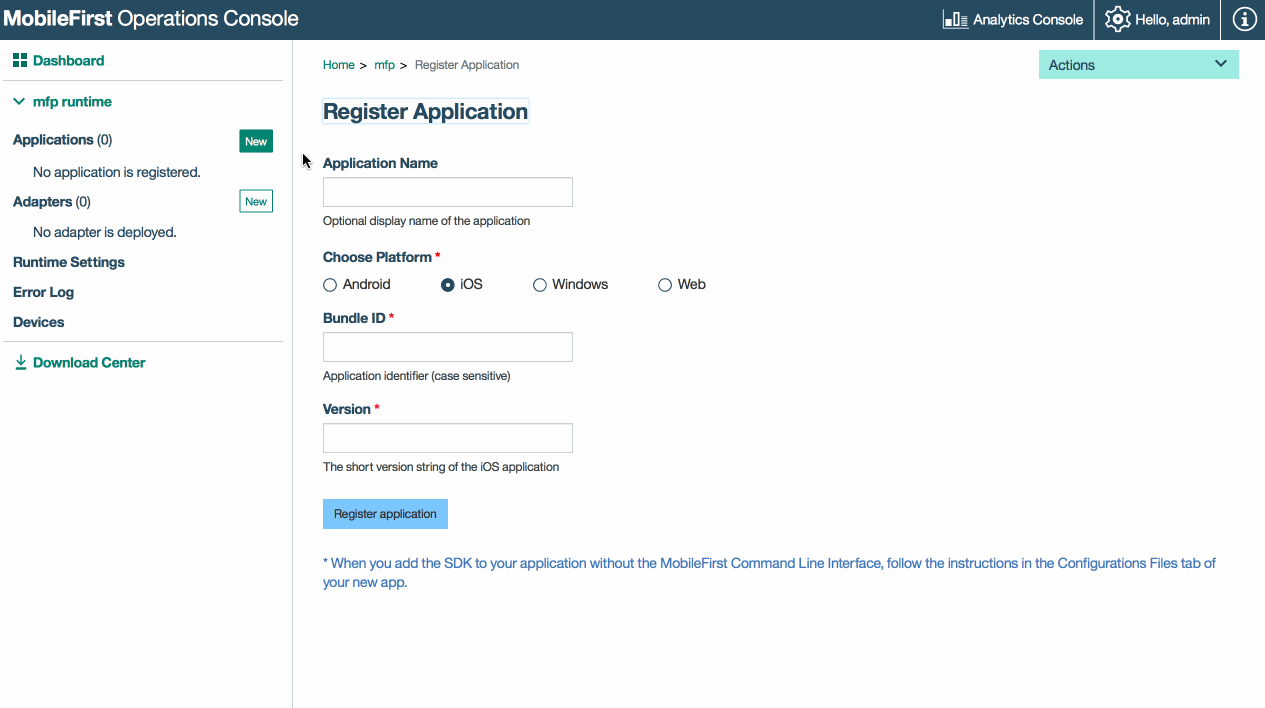 MobileFirst Operations Console
Analytics Console
Hello, admin
Dashboard
mfp runtime
Applications (0)
New
No application is registered.
Adapters (0)
New
No adapter is deployed.
Runtime Settings
Error Log
Devices
Download Center
Home > mfp > Register Application
Actions
Register Application
Application Name
Optional display name of the application
Choose Platform *
Android
iOS
Windows
Web
Bundle ID *
Application identifier (case sensitive)
Version *
The short version string of the iOS application
Register application
* When you add the SDK to your application without the MobileFirst Command Line Interface, follow the instructions in the Configurations Files tab of
your new app.